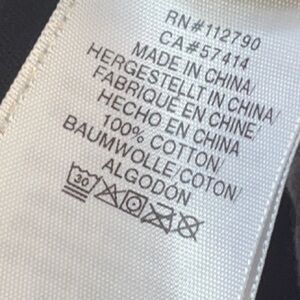 RN#112790
CA#57414
MADE IN CHINA/
HERGESTELLT IN CHINA/
FABRIQUÉ EN CHINE/
HECHO EN CHINA
100% COTTON/
BAUMWOLLE/COTON/
ALGODÓN
30